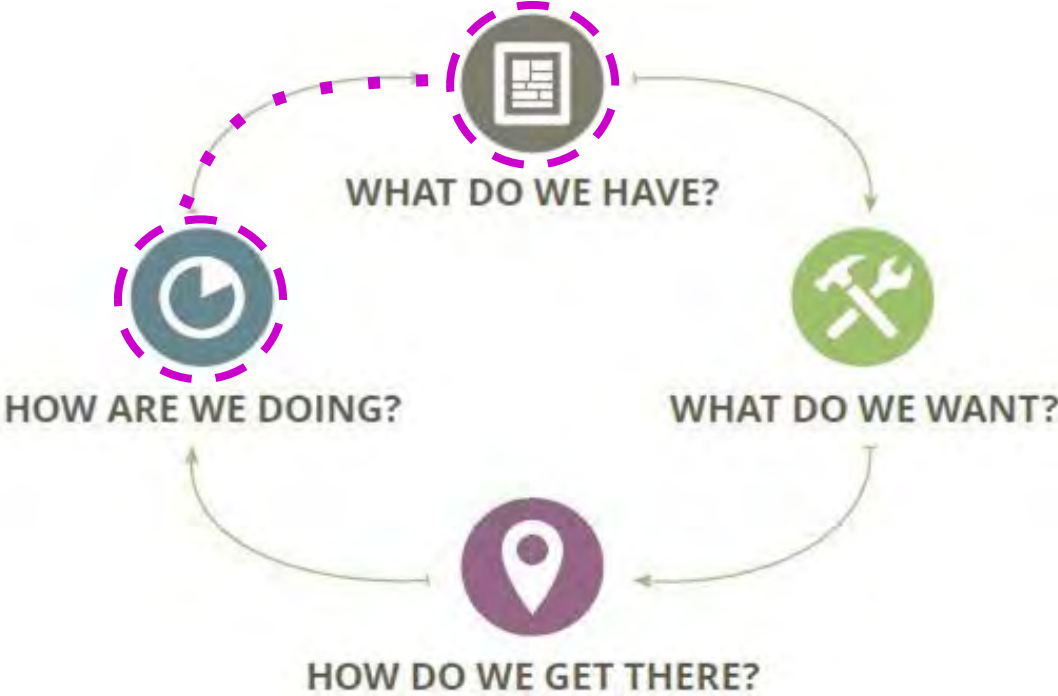 WHAT DO WE HAVE?
HOW ARE WE DOING?
WHAT DO WE WANT?
HOW DO WE GET THERE?